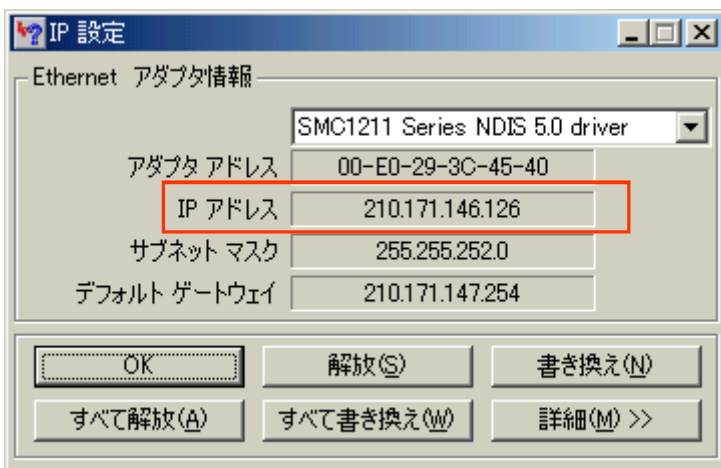 IP 設定
Ethernet アダプタ情報
SMC1211 Series NDIS 5.0 driver
アダプタ アドレス 00-E0-29-3C-45-40
IP アドレス 210.171.146.126
サブネット マスク 255.255.252.0
デフォルト ゲートウェイ 210.171.147.254
OK 解放(S) 書き換え(N)
すべて解放(A) すべて書き換え(W) 詳細(M) >>